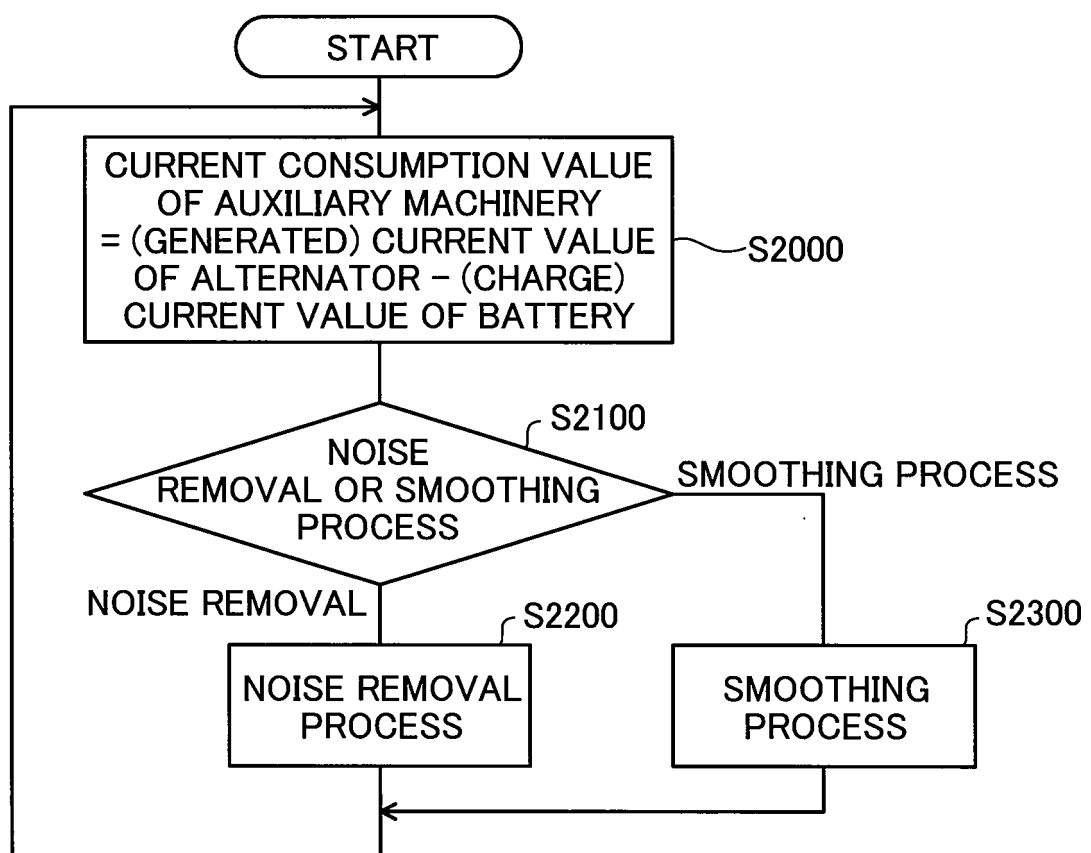 START
CURRENT CONSUMPTION VALUE
OF AUXILIARY MACHINERY
= (GENERATED) CURRENT VALUE
OF ALTERNATOR – (CHARGE)
CURRENT VALUE OF BATTERY
S2000
S2100
NOISE
REMOVAL OR SMOOTHING
PROCESS
SMOOTHING PROCESS
NOISE REMOVAL
S2200
S2300
NOISE REMOVAL
PROCESS
SMOOTHING
PROCESS